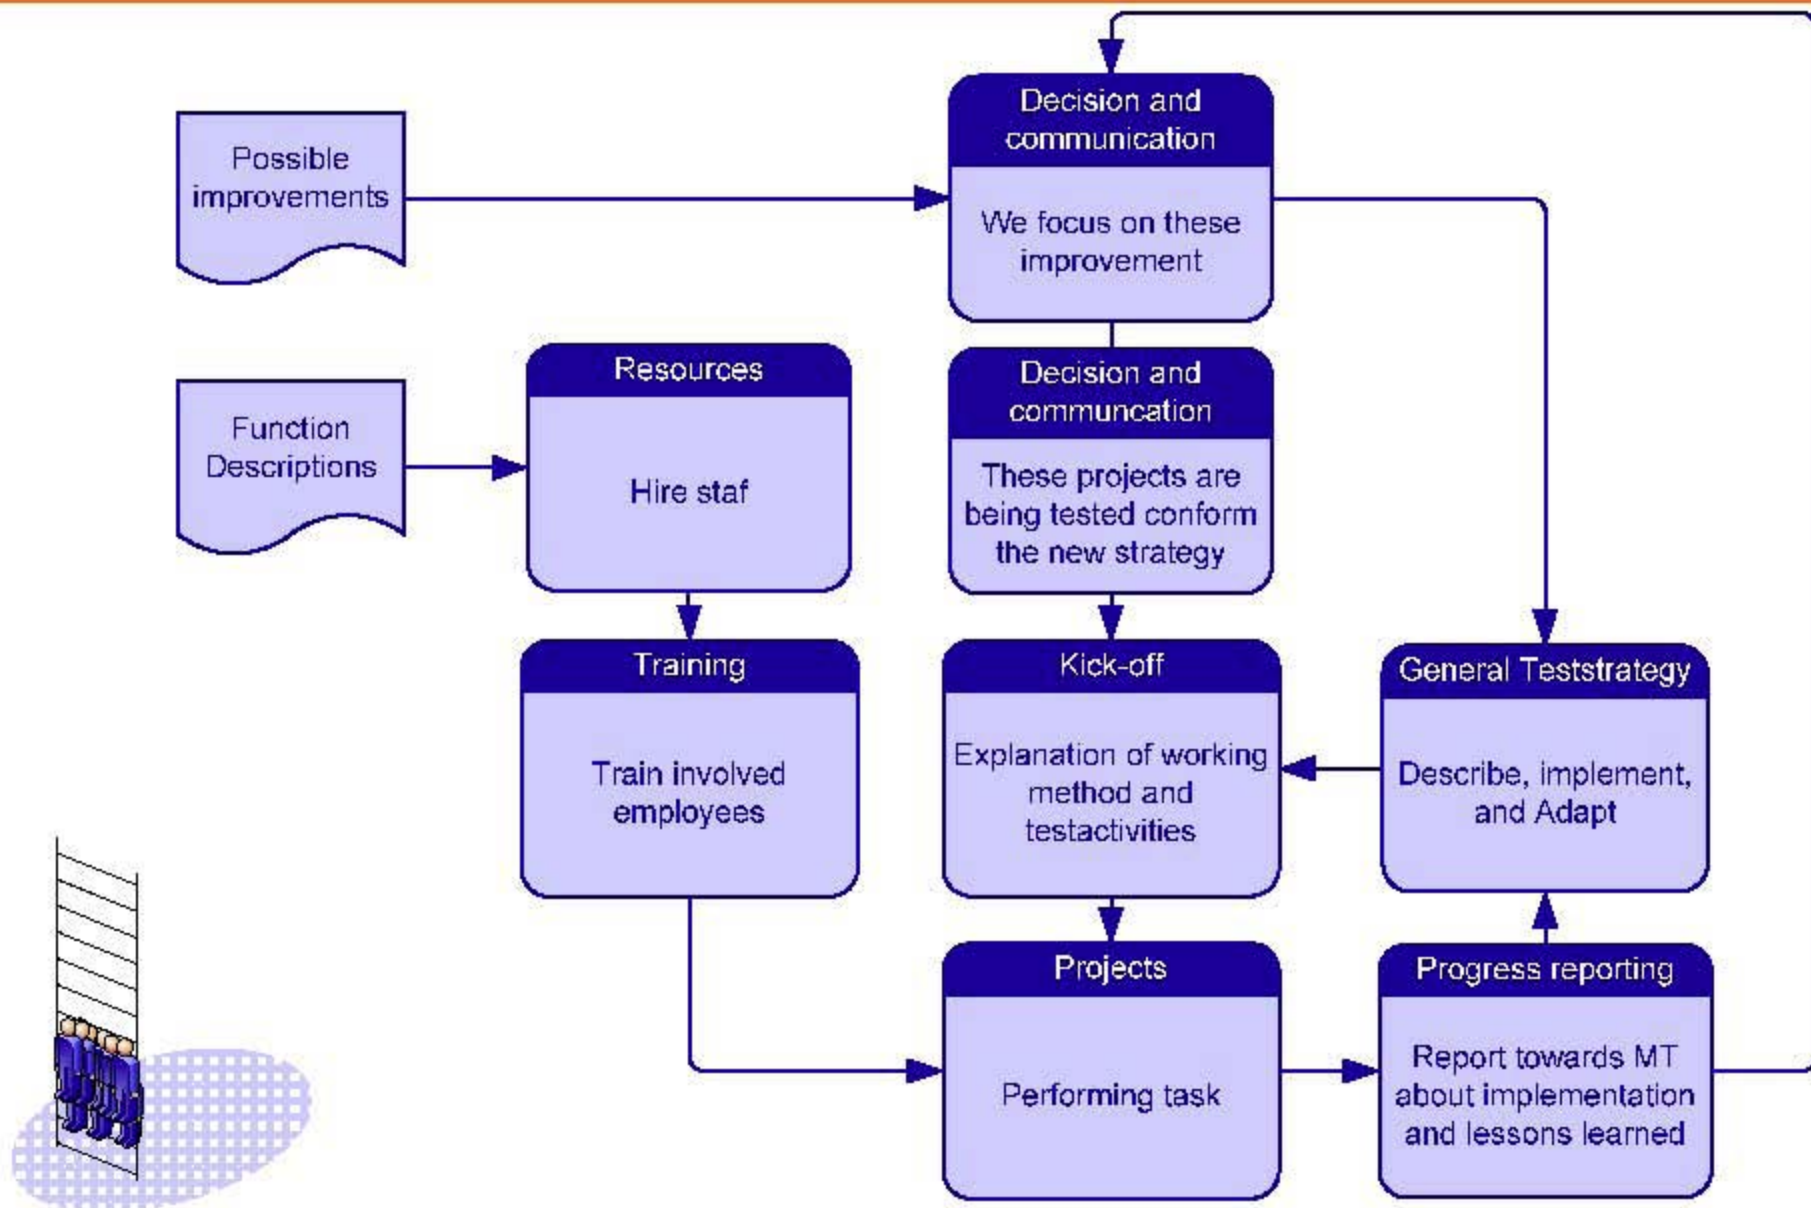 Decision and
communication
We focus on these
improvement
Possible
improvements
Resources
Hire staf
Decision and
communcation
These projects are
being tested conform
the new strategy
Function
Descriptions
Training
Train involved
employees
Kick-off
Explanation of working
method and
testactivities
General Teststrategy
Describe, implement,
and Adapt
Projects
Performing task
Progress reporting
Report towards MT
about implementation
and lessons learned